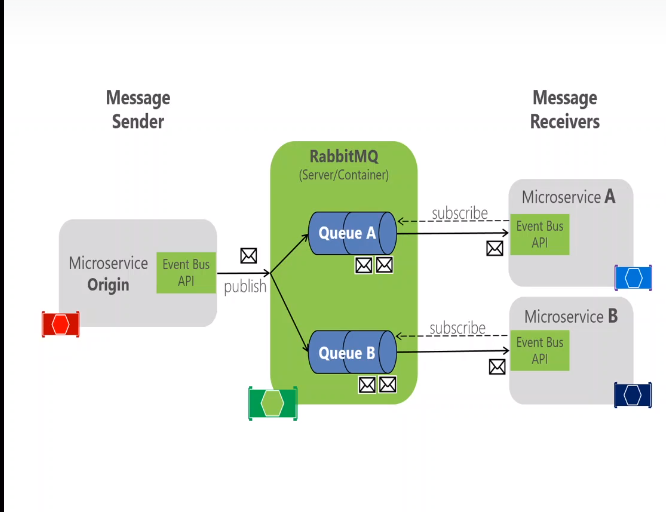 Message
Sender
Message
Receivers
RabbitMQ
(Server/Container)
Microservice
Origin
Event Bus
API
publish
Queue A
subscribe
Microservice A
Event Bus
API
Queue B
subscribe
Microservice B
Event Bus
API